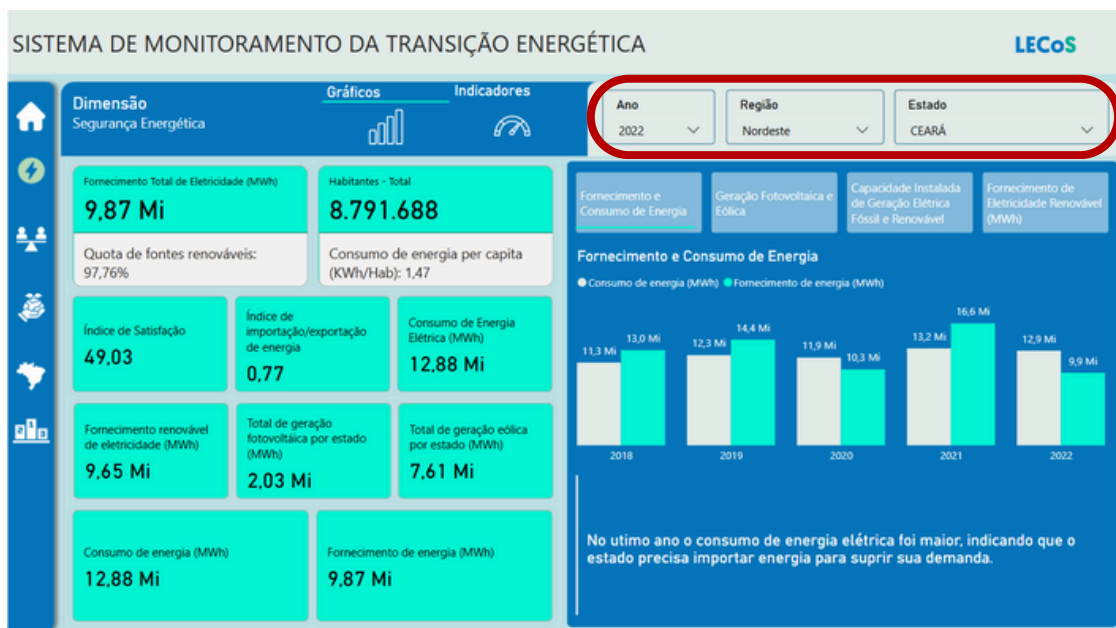 SISTEMA DE MONITORAMENTO DA TRANSIÇÃO ENERGÉTICA
LECoS
Dimensão
Segurança Energética
Gráficos
Indicadores
Ano
2022
Região
Nordeste
Estado
CEARÁ
Fornecimento Total de Eletricidade (MWh)
9,87 Mi
Quota de fontes renováveis:
97,76%
Habitantes - Total
8.791.688
Consumo de energia per capita
(KWh/Hab): 1,47
Índice de Satisfação
49,03
Índice de
importação/exportação
de energia
0,77
Consumo de Energia
Elétrica (MWh)
12,88 Mi
Fornecimento renovável
de eletricidade (MWh)
9,65 Mi
Total de geração
fotovoltáica por estado
(MWh)
2,03 Mi
Total de geração eólica
por estado (MWh)
7,61 Mi
Consumo de energia (MWh)
12,88 Mi
Fornecimento de energia (MWh)
9,87 Mi
Fornecimento e
Consumo de Energia
Geração Fotovoltaica e
Eólica
Capacidade Instalada
de Geração Elétrica
Fóssil e Renovável
Fornecimento de
Eletricidade Renovável
(MWh)
Fornecimento e Consumo de Energia
Consumo de energia (MWh) Fornecimento de energia (MWh)
11,3 Mi 13,0 Mi 12,3 Mi 14,4 Mi 11,9 Mi 10,3 Mi 13,2 Mi 16,6 Mi 12,9 Mi 9,9 Mi
2018 2019 2020 2021 2022
No utimo ano o consumo de energia elétrica foi maior, indicando que o
estado precisa importar energia para suprir sua demanda.